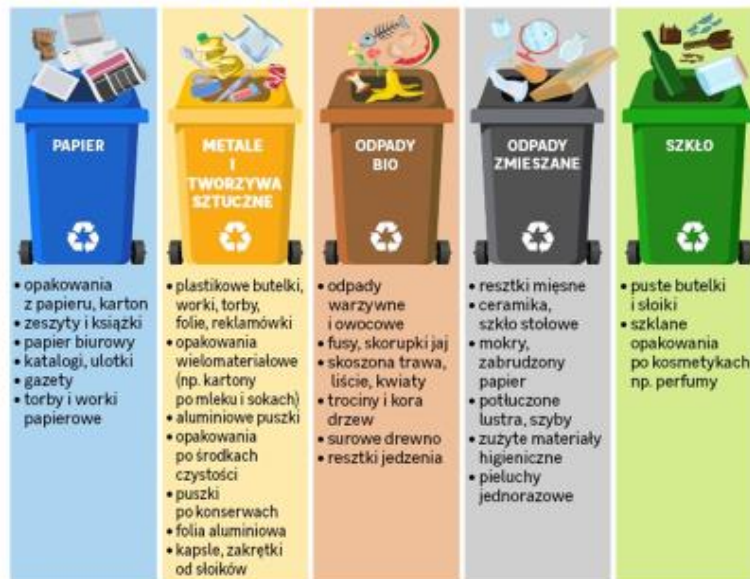 PAPIER
METALE
I
TWORZYWA
SZTUCZNE
ODPADY
BIO
ODPADY
ZMIESZANE
SZKŁO
• opakowania
z papieru, karton
• zeszyty i książki
• papier biurowy
• katalogi, ulotki
• gazety
• torby i worki
papierowe
• plastikowe butelki,
worki, torby,
folie, reklamówki
• opakowania
wielomateriałowe
(np. kartony
po mleku i sokach)
• aluminiowe puszki
• opakowania
po środkach
czystości
• puszki
po konserwach
• folia aluminiowa
• kapsle, zakrętki
od słoików
• odpady
warzywne
i owocowe
• fusy, skorupki jaj
• skoszona trawa,
liście, kwiaty
• trociny i kora
drzew
• surowe drewno
• resztki jedzenia
• resztki mięsne
• ceramika,
szkło stołowe
• mokry,
zabrudzony
papier
• potłuczone
lustra, szyby
• zużyte materiały
higieniczne
• pieluchy
jednorazowe
• puste butelki
i słoiki
• szklane
opakowania
po kosmetykach
np. perfumy